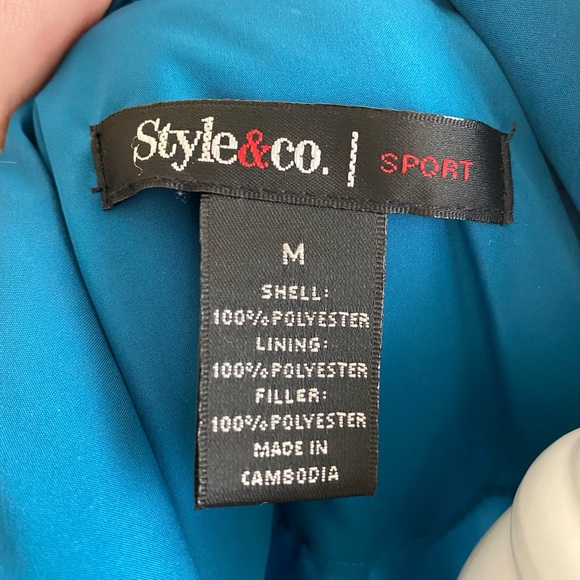 Style&co. | SPORT
M
SHELL:
100% POLYESTER
LINING:
100% POLYESTER
FILLER:
100% POLYESTER
MADE IN
CAMBODIA